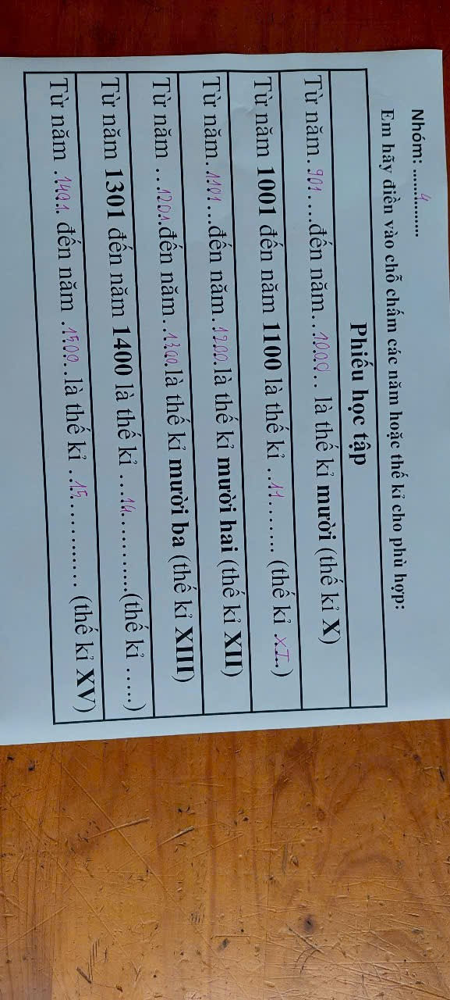 Nhóm: .......4.........
Em hãy điền vào chỗ chấm các năm hoặc thế kỉ cho phù hợp:
Phiếu học tập
Từ năm..901....đến năm...1000... là thế kỉ mười (thế kỉ X)
Từ năm 1001 đến năm 1100 là thế kỉ ...11....... (thế kỉ .XI..)
Từ năm..1101....đến năm..1200.là thế kỉ mười hai (thế kỉ XII)
Từ năm ...1201.đến năm..1300.là thế kỉ mười ba (thế kỉ XIII)
Từ năm 1301 đến năm 1400 là thế kỉ ....14...........(thế kỉ .....)
Từ năm .1401. đến năm .1500..là thế kỉ ...15............. (thế kỉ XV)